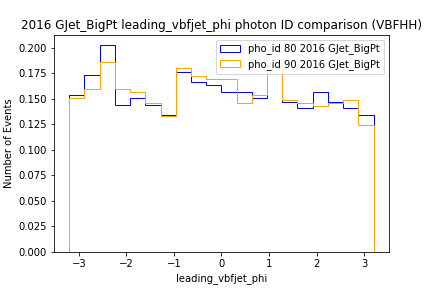 2016 GJet_BigPt leading_vbfjet_phi photon ID comparison (VBFHH)
pho_id 80 2016 GJet_BigPt
pho_id 90 2016 GJet_BigPt
Number of Events
0.200
0.175
0.150
0.125
0.100
0.075
0.050
0.025
0.000
−3 −2 −1 0 1 2 3
leading_vbfjet_phi